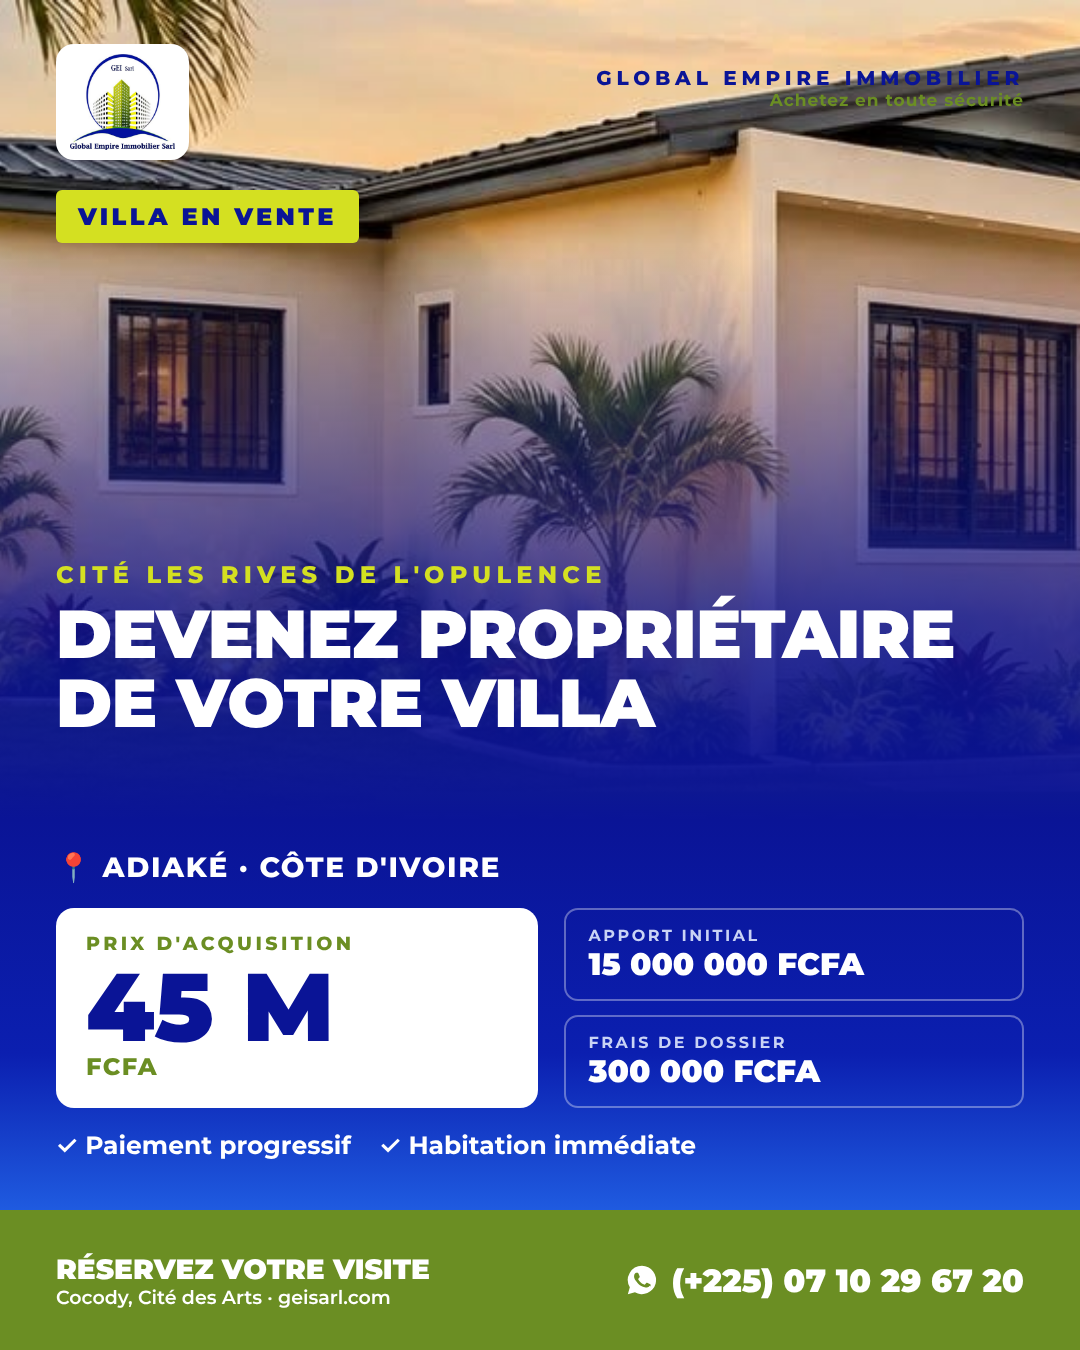 GEI Sarl
Global Empire Immobilier Sarl
GLOBAL EMPIRE IMMOBILIER
Achetez en toute sécurité
VILLA EN VENTE
CITÉ LES RIVES DE L'OPULENCE
DEVENEZ PROPRIÉTAIRE
DE VOTRE VILLA
📍 ADIAKÉ · CÔTE D'IVOIRE
PRIX D'ACQUISITION
45 M
FCFA
APPORT INITIAL
15 000 000 FCFA
FRAIS DE DOSSIER
300 000 FCFA
✓ Paiement progressif ✓ Habitation immédiate
RÉSERVEZ VOTRE VISITE
Cocody, Cité des Arts · geisarl.com
(+225) 07 10 29 67 20